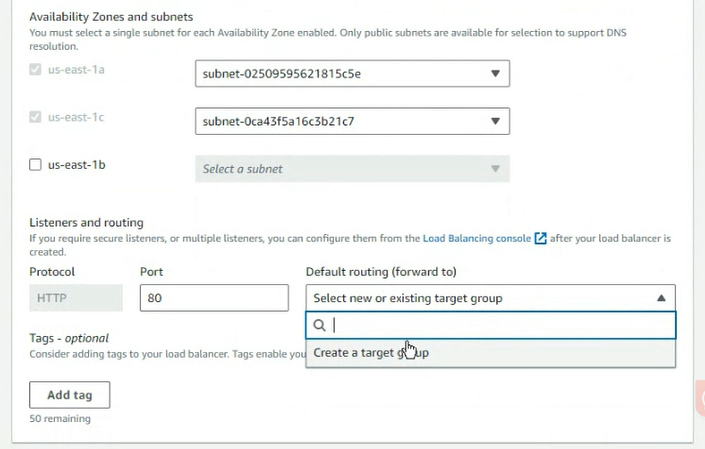 Availability Zones and subnets
You must select a single subnet for each Availability Zone enabled. Only public subnets are available for selection to support DNS
resolution.
us-east-1a
subnet-02509595621815c5e
us-east-1c
subnet-0ca43f5a16c3b21c7
us-east-1b
Select a subnet
Listeners and routing
If you require secure listeners, or multiple listeners, you can configure them from the Load Balancing console after your load balancer is
created.
Protocol Port Default routing (forward to)
HTTP 80 Select new or existing target group
Tags - optional
Consider adding tags to your load balancer. Tags enable you
Create a target group
Add tag
50 remaining